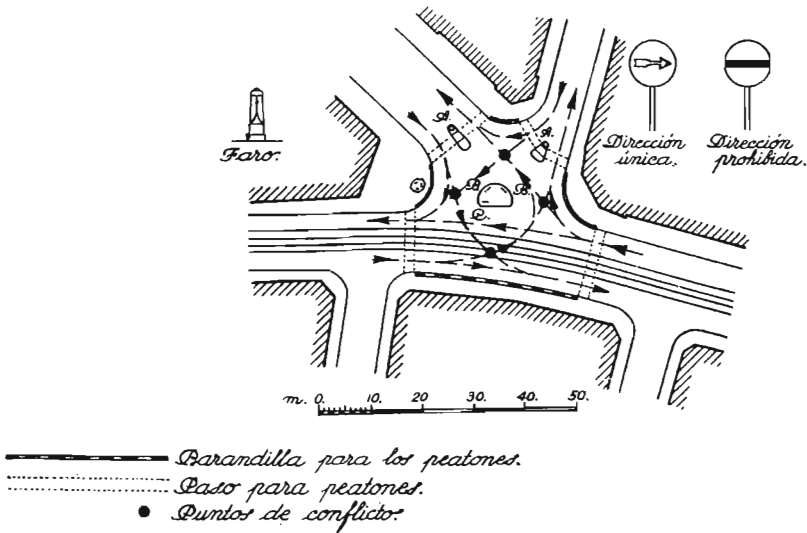 Faro.
A.
A.
B.
B.
C.
Dirección
única.
Dirección
prohibida.
m. 0. 10. 20. 30. 40. 50.
Barandilla para los peatones.
Paso para peatones.
Puntos de conflicto.